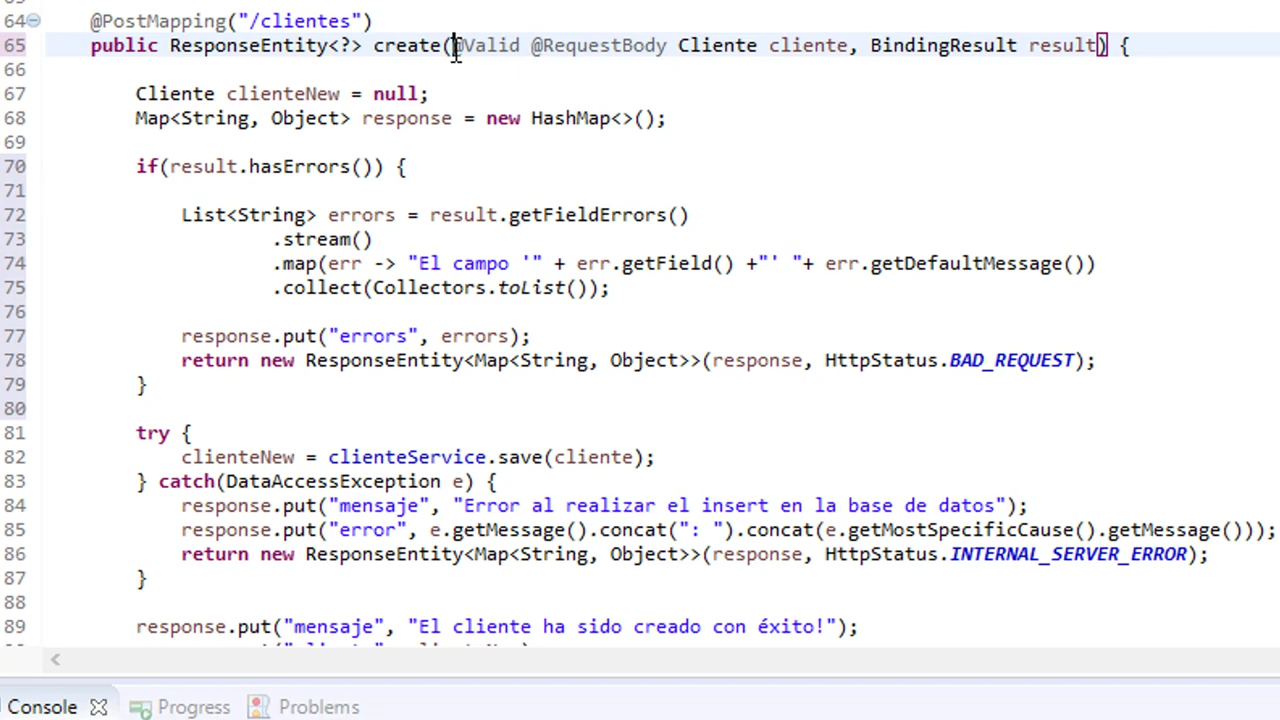 64 @PostMapping("/clientes")
65 public ResponseEntity<?> create(@Valid @RequestBody Cliente cliente, BindingResult result) {
66
67 Cliente clienteNew = null;
68 Map<String, Object> response = new HashMap<>();
69
70 if(result.hasErrors()) {
71
72 List<String> errors = result.getFieldErrors()
73 .stream()
74 .map(err -> "El campo '" + err.getField() +"' "+ err.getDefaultMessage())
75 .collect(Collectors.toList());
76
77 response.put("errors", errors);
78 return new ResponseEntity<Map<String, Object>>(response, HttpStatus.BAD_REQUEST);
79 }
80
81 try {
82 clienteNew = clienteService.save(cliente);
83 } catch(DataAccessException e) {
84 response.put("mensaje", "Error al realizar el insert en la base de datos");
85 response.put("error", e.getMessage().concat(": ").concat(e.getMostSpecificCause().getMessage()));
86 return new ResponseEntity<Map<String, Object>>(response, HttpStatus.INTERNAL_SERVER_ERROR);
87 }
88
89 response.put("mensaje", "El cliente ha sido creado con éxito!");
Console Progress Problems